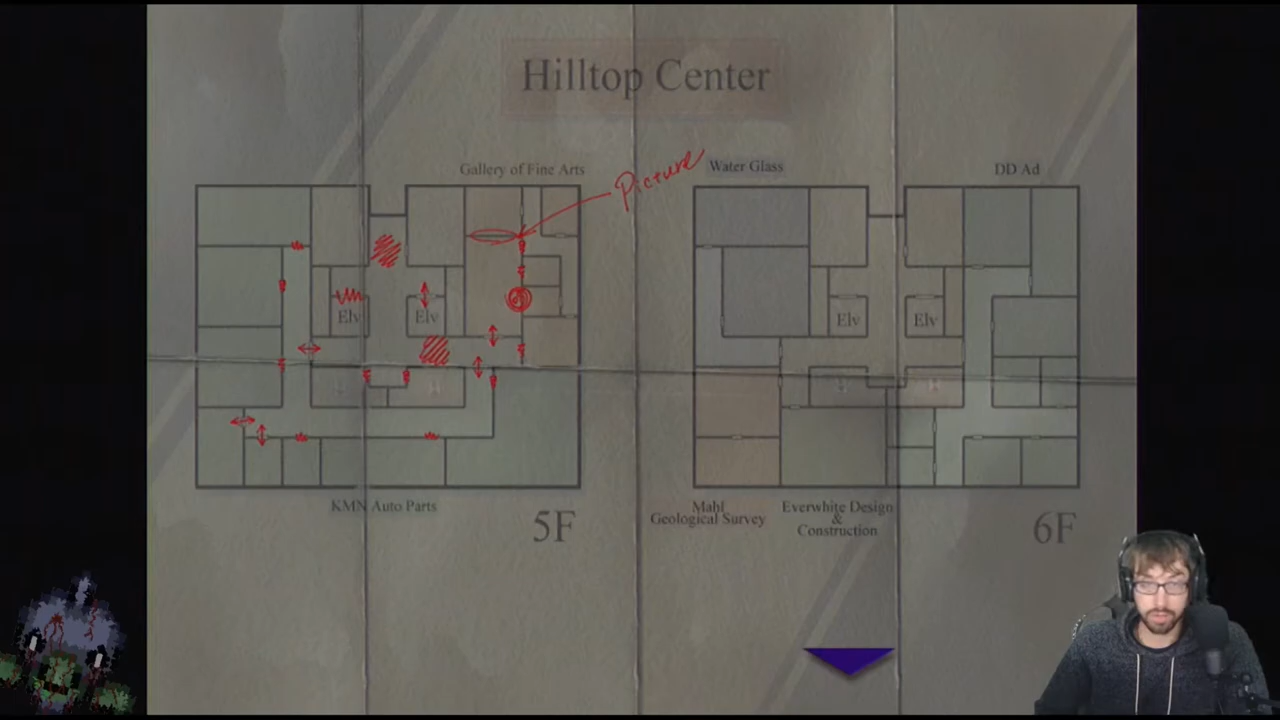 Hilltop Center
Gallery of Fine Arts
Picture
Water Glass
DD Ad
Elv
Elv
Elv
Elv
KMN Auto Parts
5F
Mahl
Geological Survey
Everwhite Design
&
Construction
6F